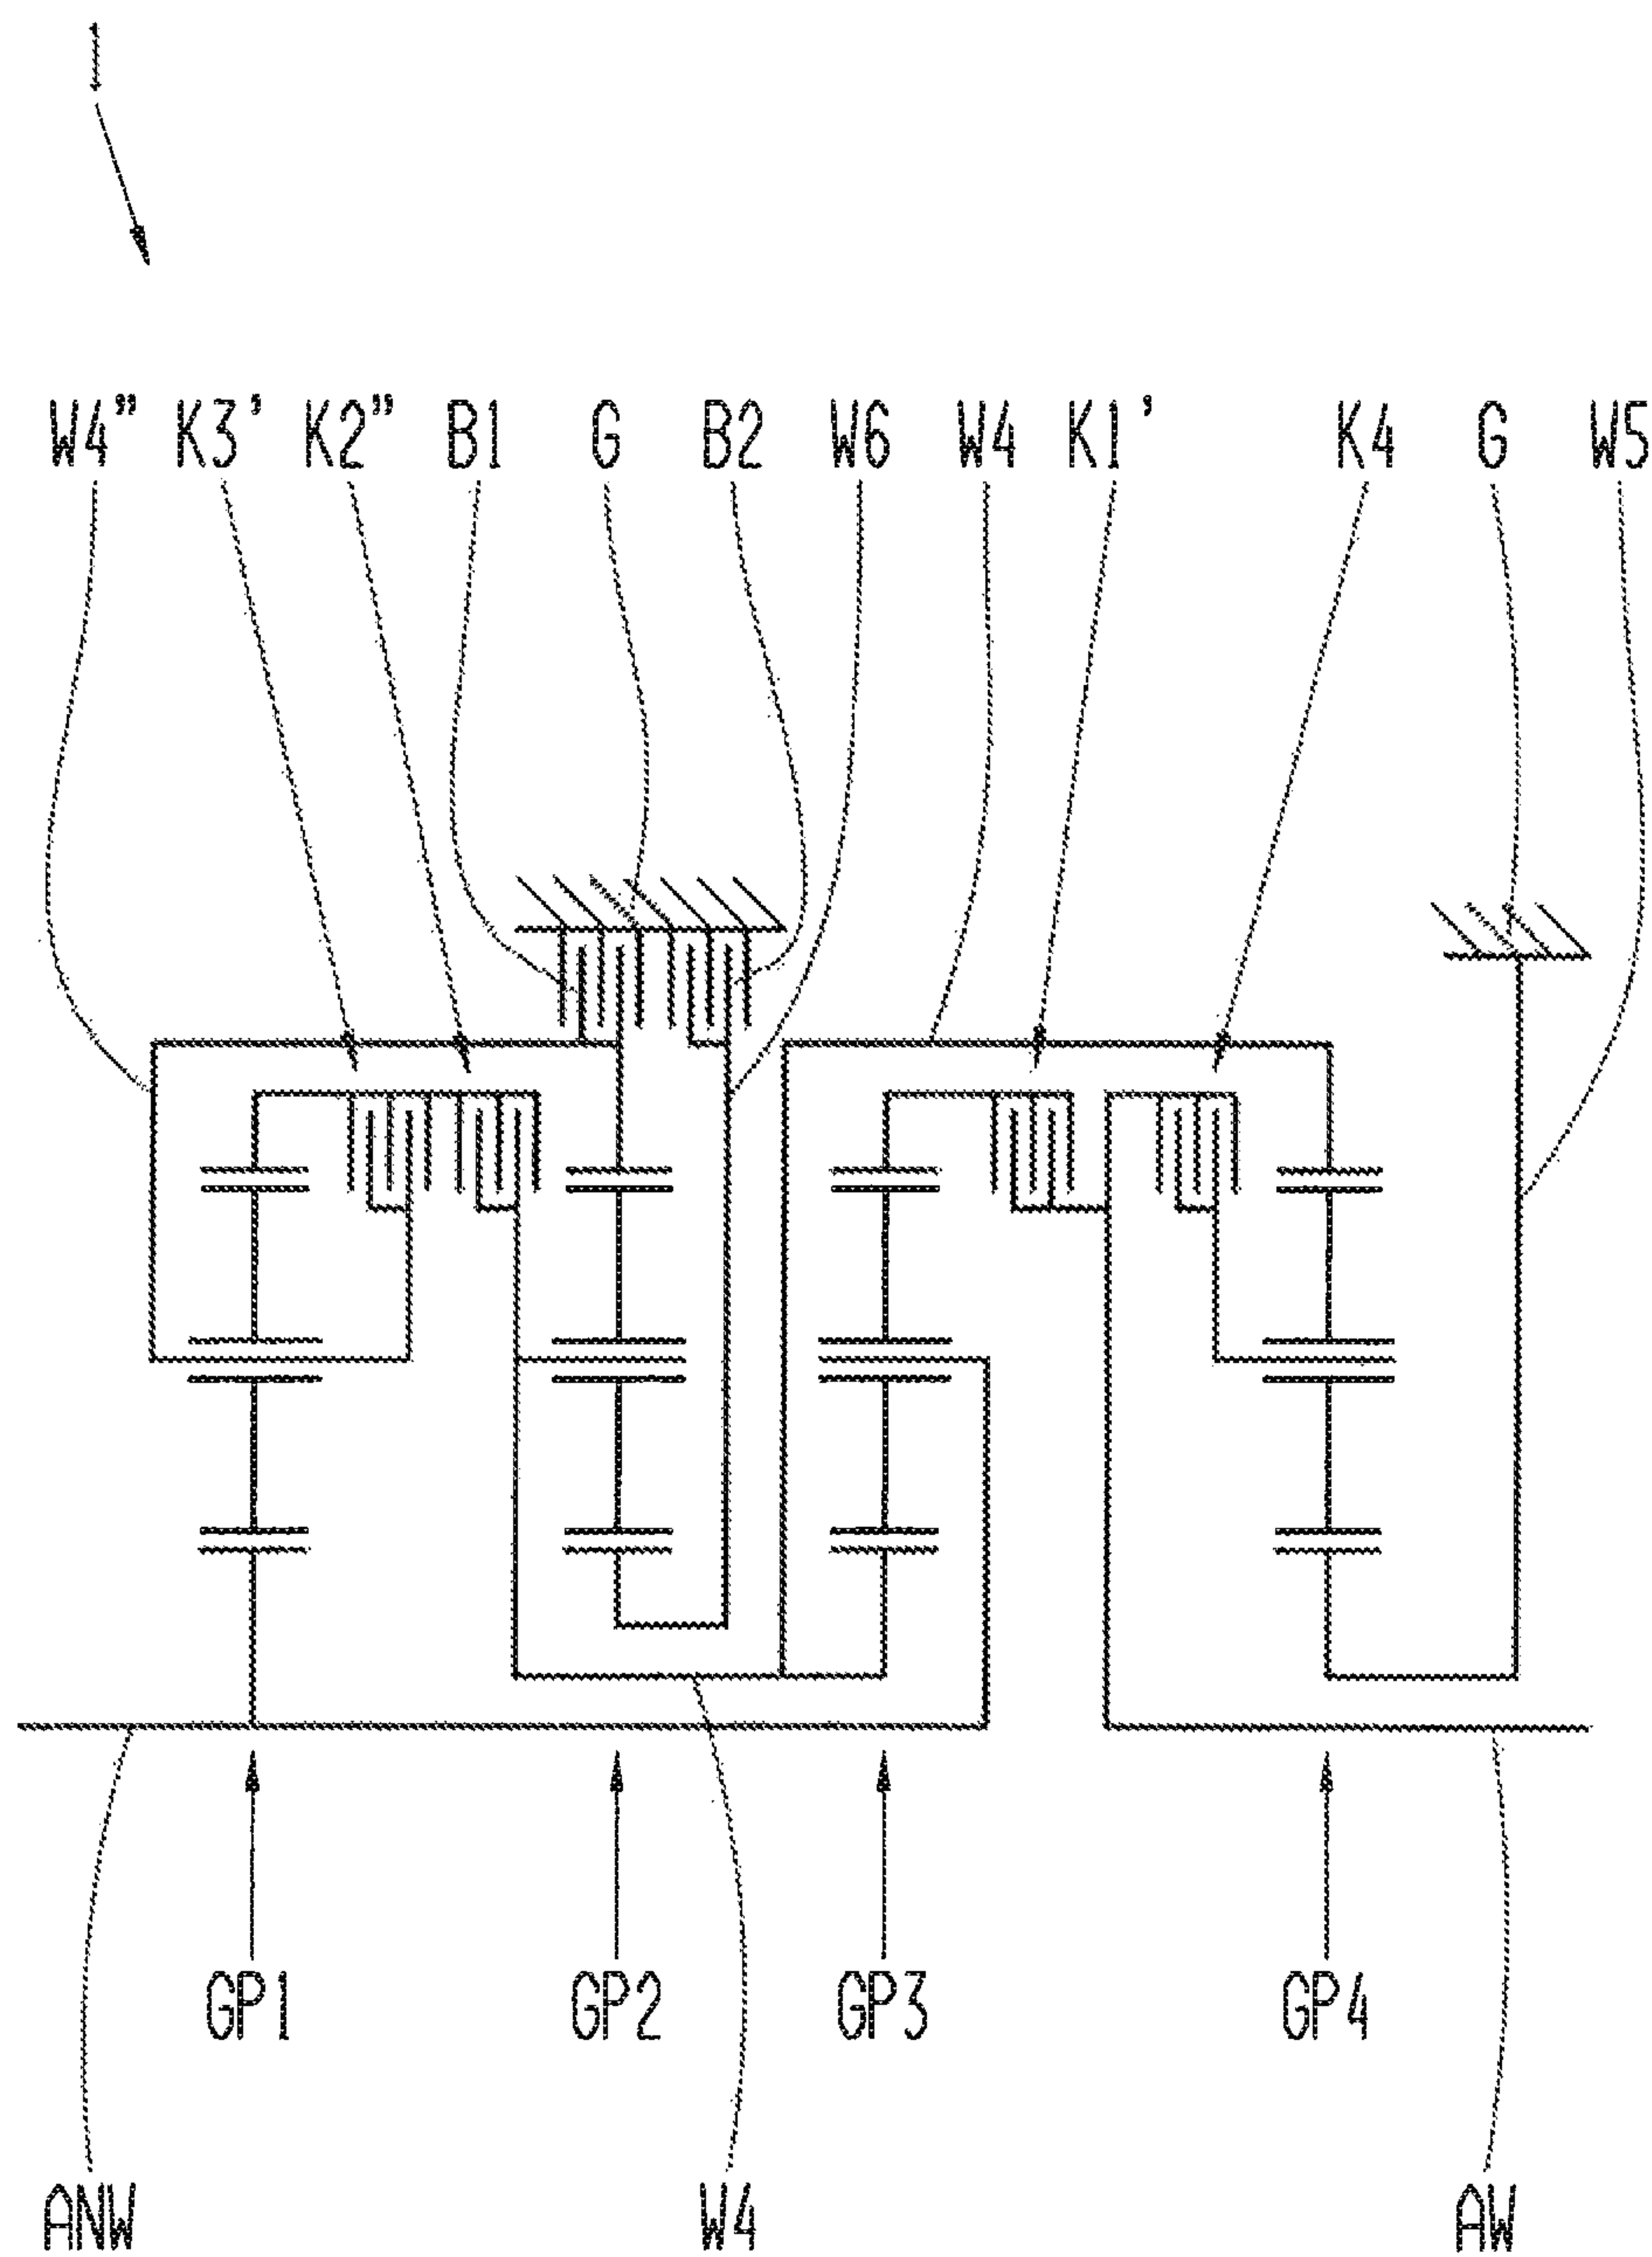 1
W4” K3’ K2” B1 G B2 W6 W4 K1’ K4 G W5
GP1 GP2 GP3 GP4
ANW W4 AW